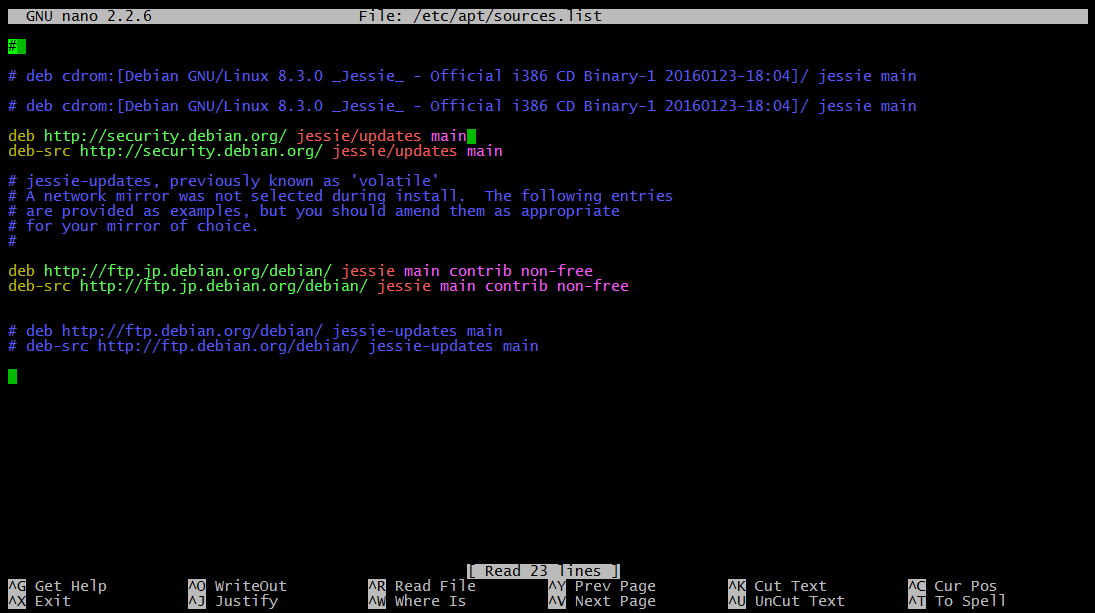 GNU nano 2.2.6 File: /etc/apt/sources.list
#
# deb cdrom:[Debian GNU/Linux 8.3.0 _Jessie_ - Official i386 CD Binary-1 20160123-18:04]/ jessie main
# deb cdrom:[Debian GNU/Linux 8.3.0 _Jessie_ - Official i386 CD Binary-1 20160123-18:04]/ jessie main
deb http://security.debian.org/ jessie/updates main
deb-src http://security.debian.org/ jessie/updates main
# jessie-updates, previously known as 'volatile'
# A network mirror was not selected during install.  The following entries
# are provided as examples, but you should amend them as appropriate
# for your mirror of choice.
#
deb http://ftp.jp.debian.org/debian/ jessie main contrib non-free
deb-src http://ftp.jp.debian.org/debian/ jessie main contrib non-free
# deb http://ftp.debian.org/debian/ jessie-updates main
# deb-src http://ftp.debian.org/debian/ jessie-updates main
[ Read 23 lines ]
^G Get Help ^O WriteOut ^R Read File ^Y Prev Page ^K Cut Text ^C Cur Pos
^X Exit ^J Justify ^W Where Is ^V Next Page ^U UnCut Text ^T To Spell